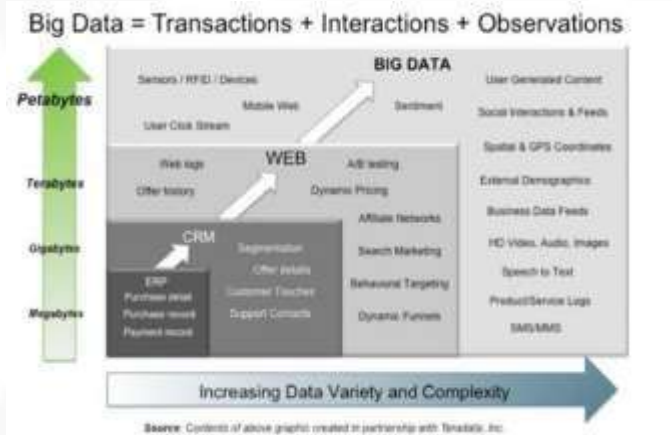 Big Data = Transactions + Interactions + Observations
BIG DATA
Petabytes
Sensors / RFID / Devices
Mobile Web
User Click Stream
Sentiment
User Generated Content
Social Interactions & Feeds
Spatial & GPS Coordinates
External Demographics
Business Data Feeds
HD Video, Audio, Images
Speech to Text
Product/Service Logs
SMS/MMS
Terabytes
WEB
Web logs
Offer history
A/B testing
Dynamic Pricing
Affiliate Networks
Search Marketing
Behavioral Targeting
Dynamic Funnels
Gigabytes
CRM
Segmentation
Offer details
Customer Touches
Support Contacts
Megabytes
ERP
Purchase detail
Purchase record
Payment record
Increasing Data Variety and Complexity
Source: Contents of above graphic created in partnership with Teradata, Inc.